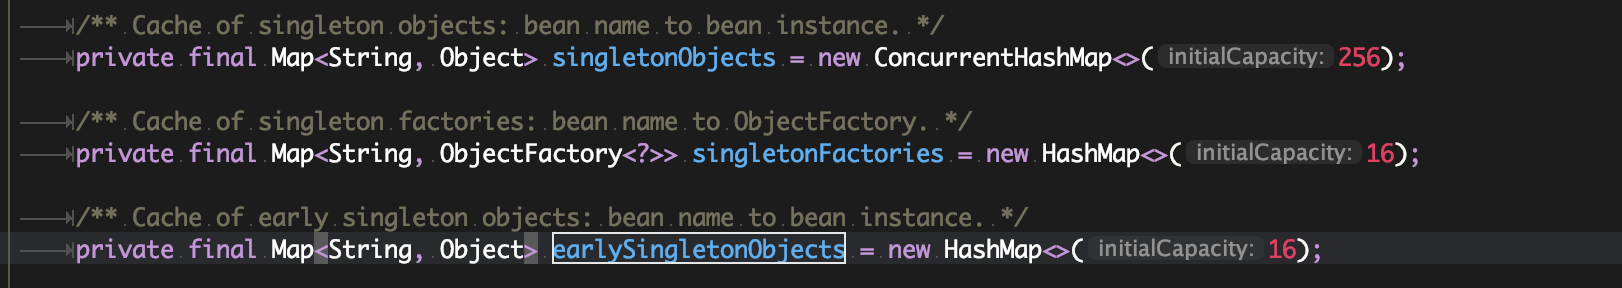 /** Cache of singleton objects: bean name to bean instance. */
private final Map<String, Object> singletonObjects = new ConcurrentHashMap<>( initialCapacity: 256);
/** Cache of singleton factories: bean name to ObjectFactory. */
private final Map<String, ObjectFactory<?>> singletonFactories = new HashMap<>( initialCapacity: 16);
/** Cache of early singleton objects: bean name to bean instance. */
private final Map<String, Object> earlySingletonObjects = new HashMap<>( initialCapacity: 16);